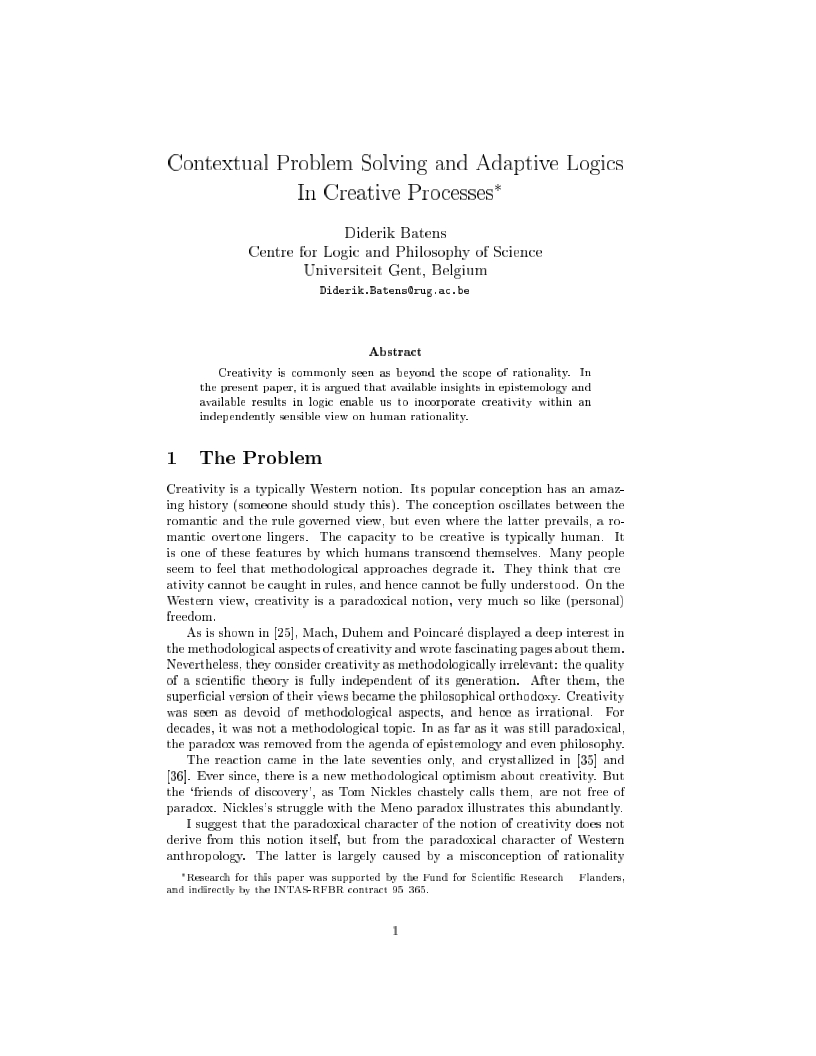 Contextual Problem Solving and Adaptive Logics
In Creative Processes*
Diderik Batens
Centre for Logic and Philosophy of Science
Universiteit Gent, Belgium
Diderik.Batens@rug.ac.be
Abstract
Creativity is commonly seen as beyond the scope of rationality. In
the present paper, it is argued that available insights in epistemology and
available results in logic enable us to incorporate creativity within an
independently sensible view on human rationality.
1 The Problem
Creativity is a typically Western notion. Its popular conception has an amaz-
ing history (someone should study this). The conception oscillates between the
romantic and the rule governed view, but even where the latter prevails, a ro-
mantic overtone lingers. The capacity to be creative is typically human. It
is one of these features by which humans transcend themselves. Many people
seem to feel that methodological approaches degrade it. They think that cre-
ativity cannot be caught in rules, and hence cannot be fully understood. On the
Western view, creativity is a paradoxical notion, very much so like (personal)
freedom.
As is shown in [25], Mach, Duhem and Poincaré displayed a deep interest in
the methodological aspects of creativity and wrote fascinating pages about them.
Nevertheless, they consider creativity as methodologically irrelevant: the quality
of a scientific theory is fully independent of its generation. After them, the
superficial version of their views became the philosophical orthodoxy. Creativity
was seen as devoid of methodological aspects, and hence as irrational. For
decades, it was not a methodological topic. In as far as it was still paradoxical,
the paradox was removed from the agenda of epistemology and even philosophy.
The reaction came in the late seventies only, and crystallized in [35] and
[36]. Ever since, there is a new methodological optimism about creativity. But
the ‘friends of discovery’, as Tom Nickles chastely calls them, are not free of
paradox. Nickles's struggle with the Meno paradox illustrates this abundantly.
I suggest that the paradoxical character of the notion of creativity does not
derive from this notion itself, but from the paradoxical character of Western
anthropology. The latter is largely caused by a misconception of rationality
*Research for this paper was supported by the Fund for Scientific Research Flanders,
and indirectly by the INTAS-RFBR contract 95 365.
1